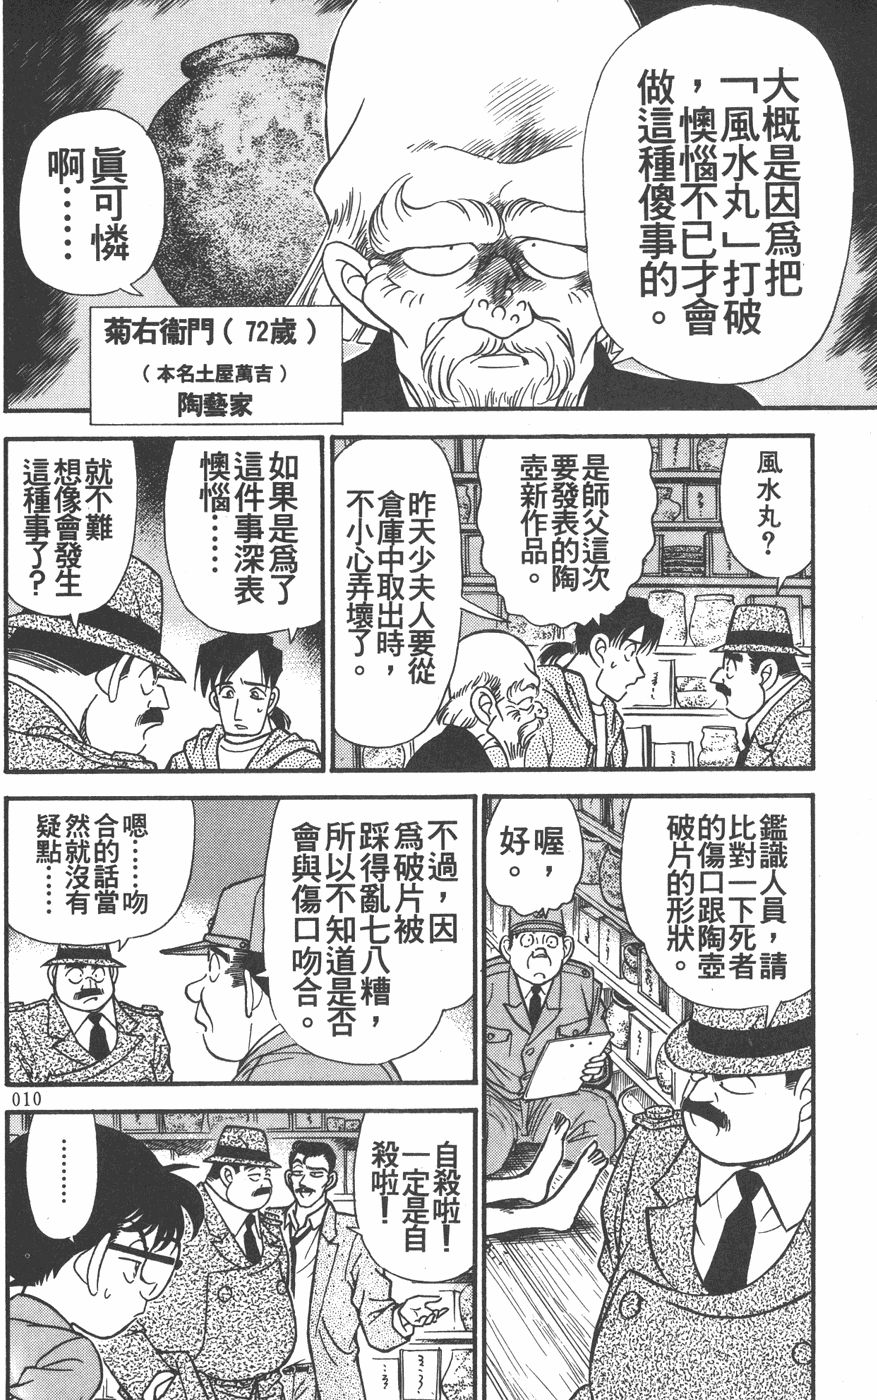 大概是因爲把
「風水丸」打破
，懊惱不已才會
做這種傻事的。
眞可憐
啊……
菊右衞門（72歲）
（本名土屋萬吉）
陶藝家
風水丸？
是師父這次
要發表的陶
壺新作品。
昨天少夫人要從
倉庫中取出時，
不小心弄壞了。
如果是爲了
這件事深表
懊惱……
就不難
想像會發生
這種事了？
鑑識人員，請
比對一下死者
的傷口跟陶壺
破片的形狀。
喔，
好。
不過，因
爲破片被
踩得亂七八糟，
所以不知道是否
會與傷口吻合。
嗯……吻
合的話當
然就沒有
疑點……
010
自殺啦！
一定是自
殺啦！
……